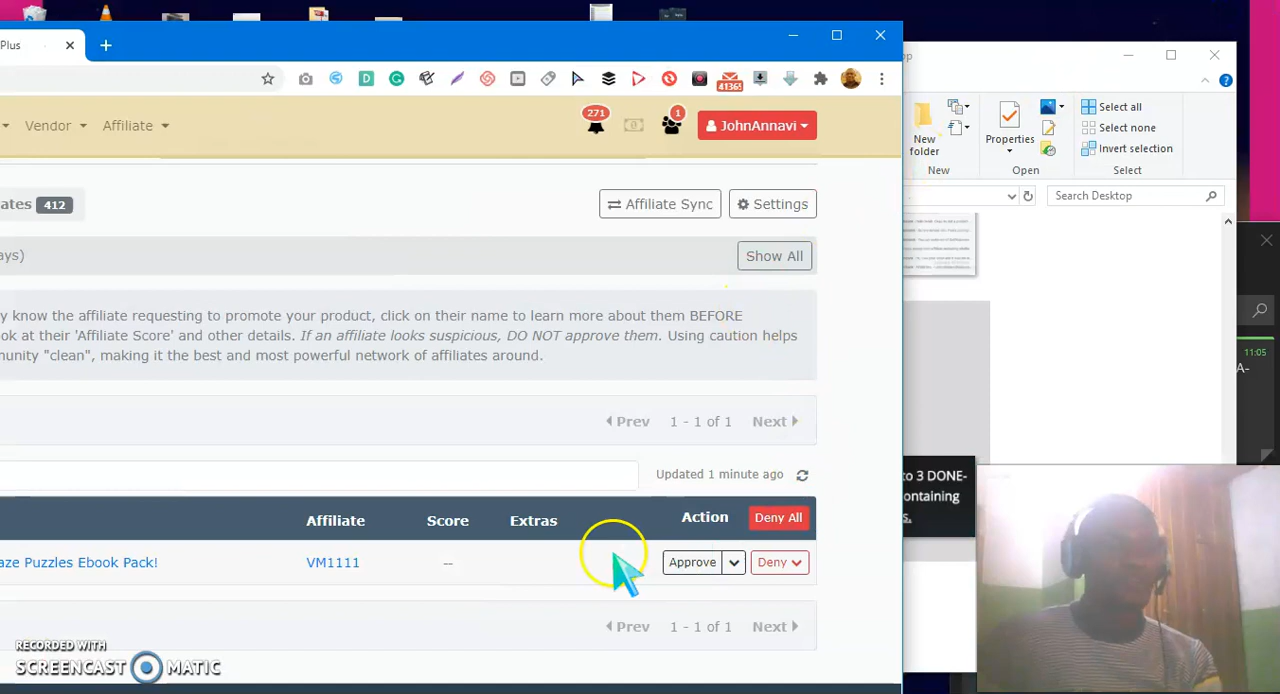 Plus
4136!
Vendor
Affiliate
271
1
JohnAnnavi
ates 412
Affiliate Sync
Settings
ays)
Show All
y know the affiliate requesting to promote your product, click on their name to learn more about them BEFORE
ok at their 'Affiliate Score' and other details. If an affiliate looks suspicious, DO NOT approve them. Using caution helps
munity "clean", making it the best and most powerful network of affiliates around.
Prev 1 - 1 of 1 Next
Updated 1 minute ago
Affiliate Score Extras Action Deny All
aze Puzzles Ebook Pack! VM1111 -- Approve Deny
Prev 1 - 1 of 1 Next
RECORDED WITH
SCREENCAST MATIC
op
New
folder
Properties
Select all
Select none
Invert selection
New
Open
Select
Search Desktop
11:05
A-
to 3 DONE-
ontaining
s.